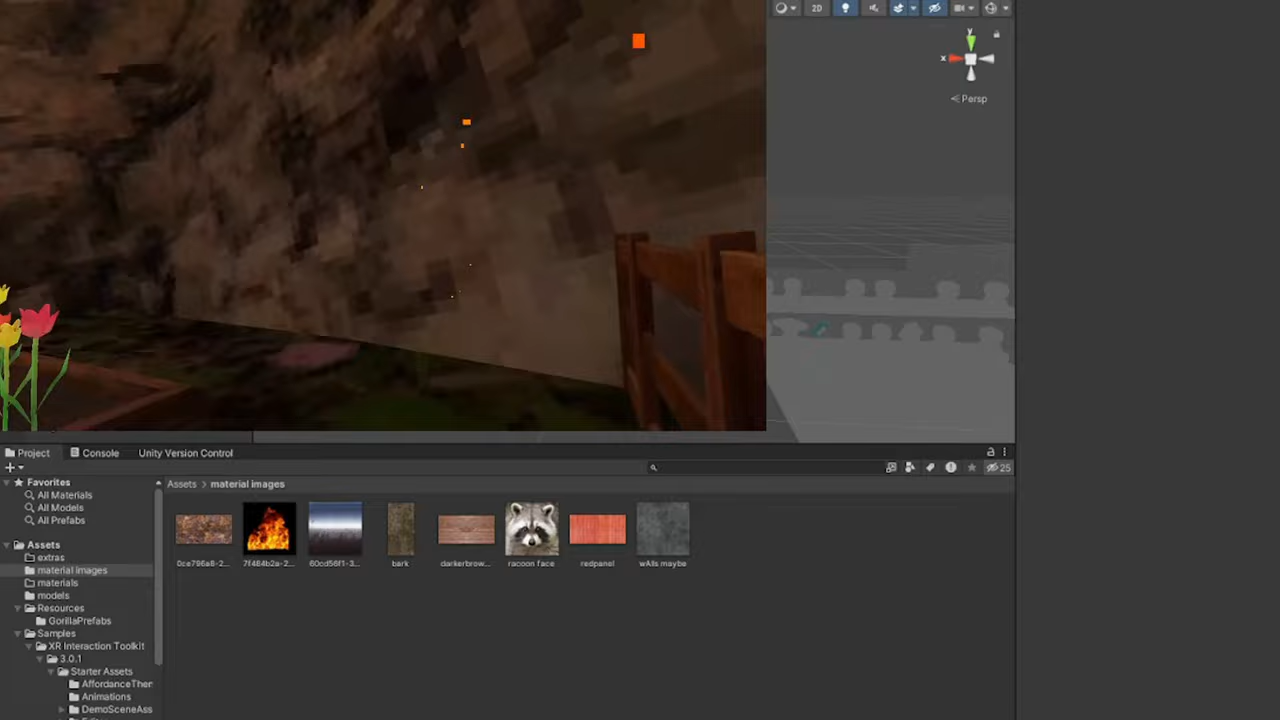 2D
y
x
Persp
Project
Console
Unity Version Control
25
Favorites
All Materials
All Models
All Prefabs
Assets > material images
Assets
extras
material images
materials
models
Resources
GorillaPrefabs
Samples
XR Interaction Toolkit
3.0.1
Starter Assets
AffordanceTher
Animations
DemoSceneAss
0ce796a8-2...
7f484b2a-2...
60cd56f1-3...
bark
darkerbrow...
racoon face
redpanel
wAlls maybe